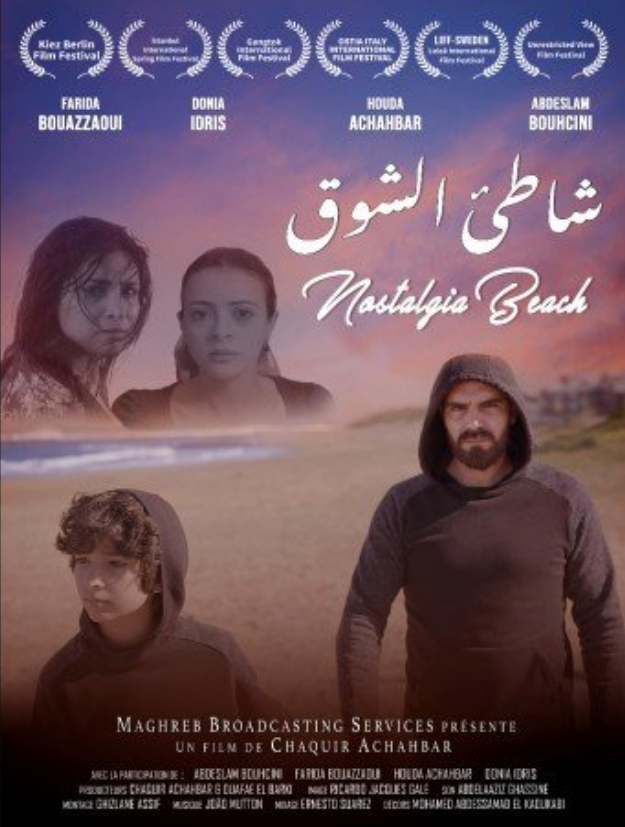 Kiez Berlin
Film Festival
Istanbul
International
Spring Film Festival
Gangtok
International
Film Festival
OSTIA ITALY
INTERNATIONAL
FILM FESTIVAL
LIFF-SWEDEN
Luleå International
Film Festival
Unrestricted View
Film Festival
FARIDA
BOUAZZAOUI
DONIA
IDRIS
HOUDA
ACHAHBAR
ABDESLAM
BOUHCINI
شاطئ الشوق
Nostalgia Beach
MAGHREB BROADCASTING SERVICES PRÉSENTE
UN FILM DE CHAQUIR ACHAHBAR
AVEC LA PARTICIPATION DE : ABDESLAM BOUHCINI FARIDA BOUAZZAOUI HOUDA ACHAHBAR DONIA IDRIS
PRODUCTEURS CHAQUIR ACHAHBAR & OUAFAE EL BARKI IMAGE RICARDO JACQUES GALE SON ABDELAAZIZ GHASSINE
MONTAGE GHIZLANE ASSIF MUSIQUE JOÃO MUTTON MIXAGE ERNESTO SUAREZ DÉCORS MOHAMED ABDESSAMAD EL KADUKABI